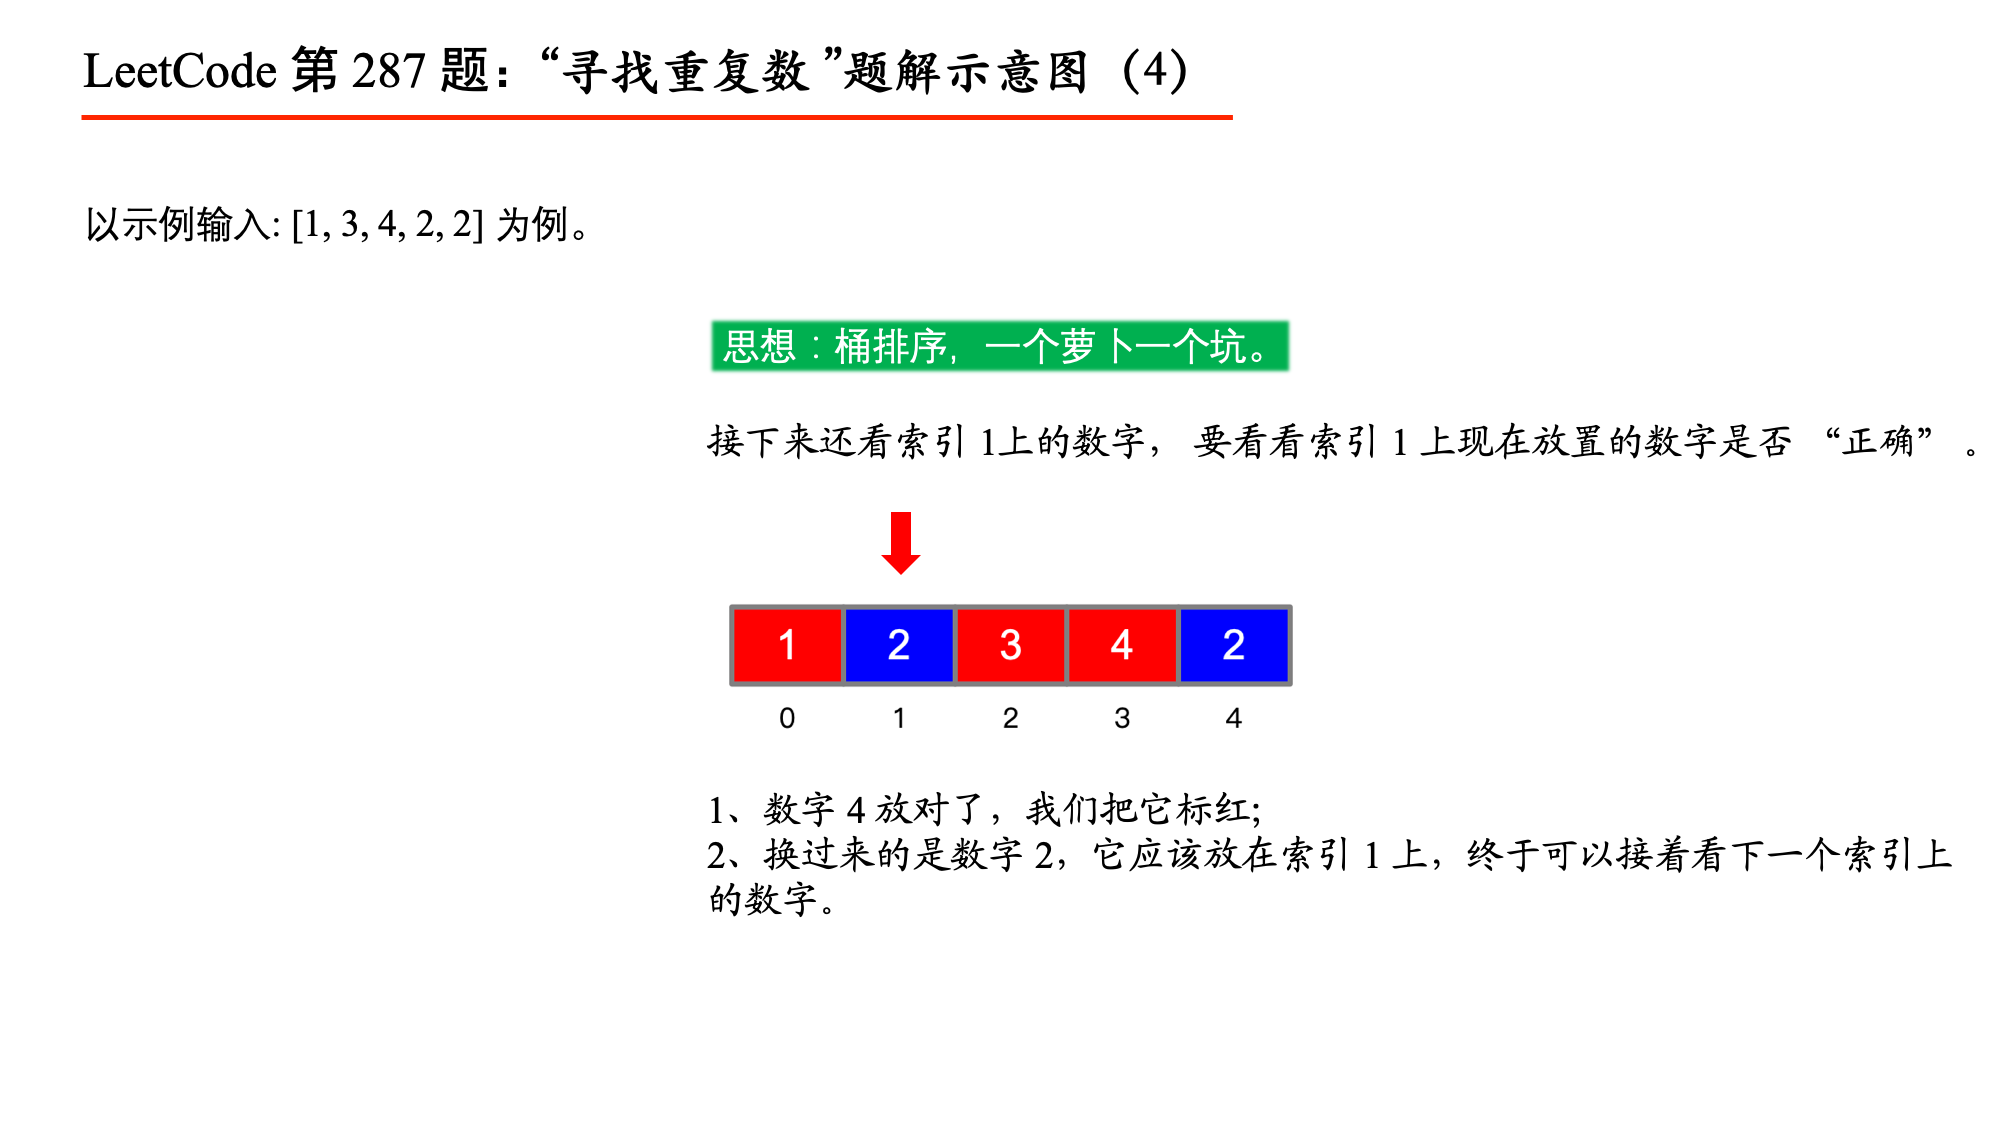 LeetCode 第 287 题：“寻找重复数”题解示意图（4）
以示例输入: [1, 3, 4, 2, 2] 为例。
思想：桶排序，一个萝卜一个坑。
接下来还看索引 1上的数字， 要看看索引 1 上现在放置的数字是否 “正确” 。
1 2 3 4 2
0 1 2 3 4
1、数字 4 放对了，我们把它标红;
2、换过来的是数字 2，它应该放在索引 1 上，终于可以接着看下一个索引上
的数字。